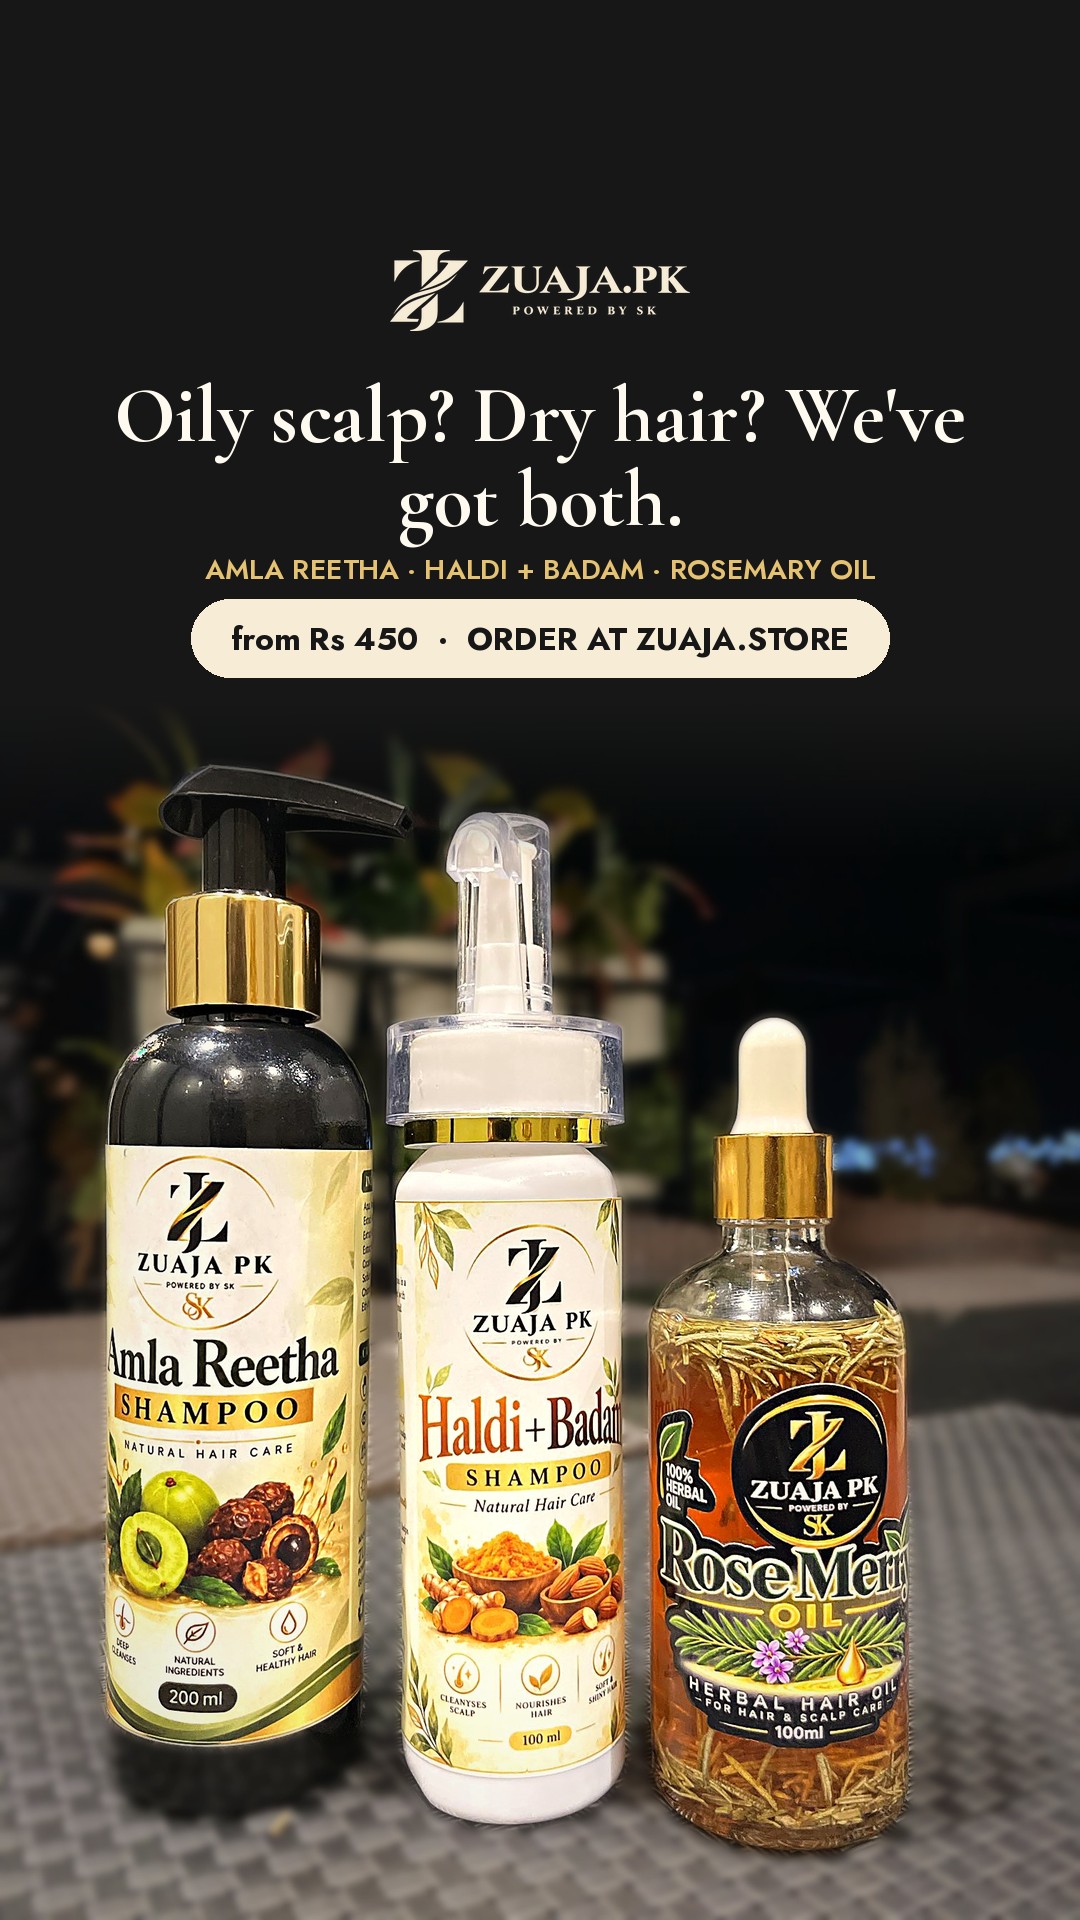 ZUAJA.PK
POWERED BY SK
Oily scalp? Dry hair? We've
got both.
AMLA REETHA · HALDI + BADAM · ROSEMARY OIL
from Rs 450 · ORDER AT ZUAJA.STORE
ZUAJA PK
POWERED BY SK
SK
Amla Reetha
SHAMPOO
NATURAL HAIR CARE
DEEP
CLEANSES
NATURAL
INGREDIENTS
SOFT &
HEALTHY HAIR
200 ml
ZUAJA PK
POWERED BY
SK
Haldi+Badam
SHAMPOO
Natural Hair Care
CLEANYSES
SCALP
NOURISHES
HAIR
SOFT &
SHINY HAIR
100 ml
100%
HERBAL
OIL
ZUAJA PK
POWERED BY
SK
RoseMerry
OIL
HERBAL HAIR OIL
FOR HAIR & SCALP CARE
100ml